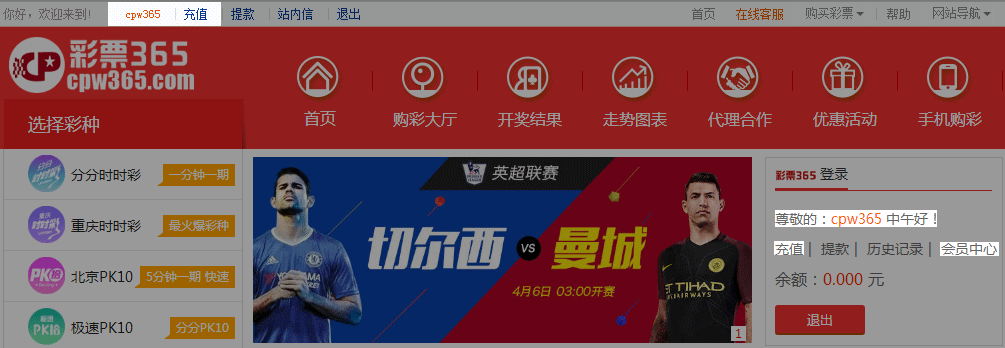 你好，欢迎来到! cpw365 充值 提款 站内信 退出 首页 在线客服 购买彩票 帮助 网站导航
CP 彩票365
cpw365.com
首页 购彩大厅 开奖结果 走势图表 代理合作 优惠活动 手机购彩
选择彩种
分分时时彩 一分钟一期
重庆时时彩 最火爆彩种
北京PK10 5分钟一期 快速
极速PK10 分分PK10
英超联赛
切尔西 VS 曼城
4月6日 03:00开赛
YOKOHAMA TYRES
ET TIHAD AIRWAYS
1
彩票365 登录
尊敬的：cpw365 中午好 !
充值 | 提款 | 历史记录 | 会员中心
余额：0.000 元
退出